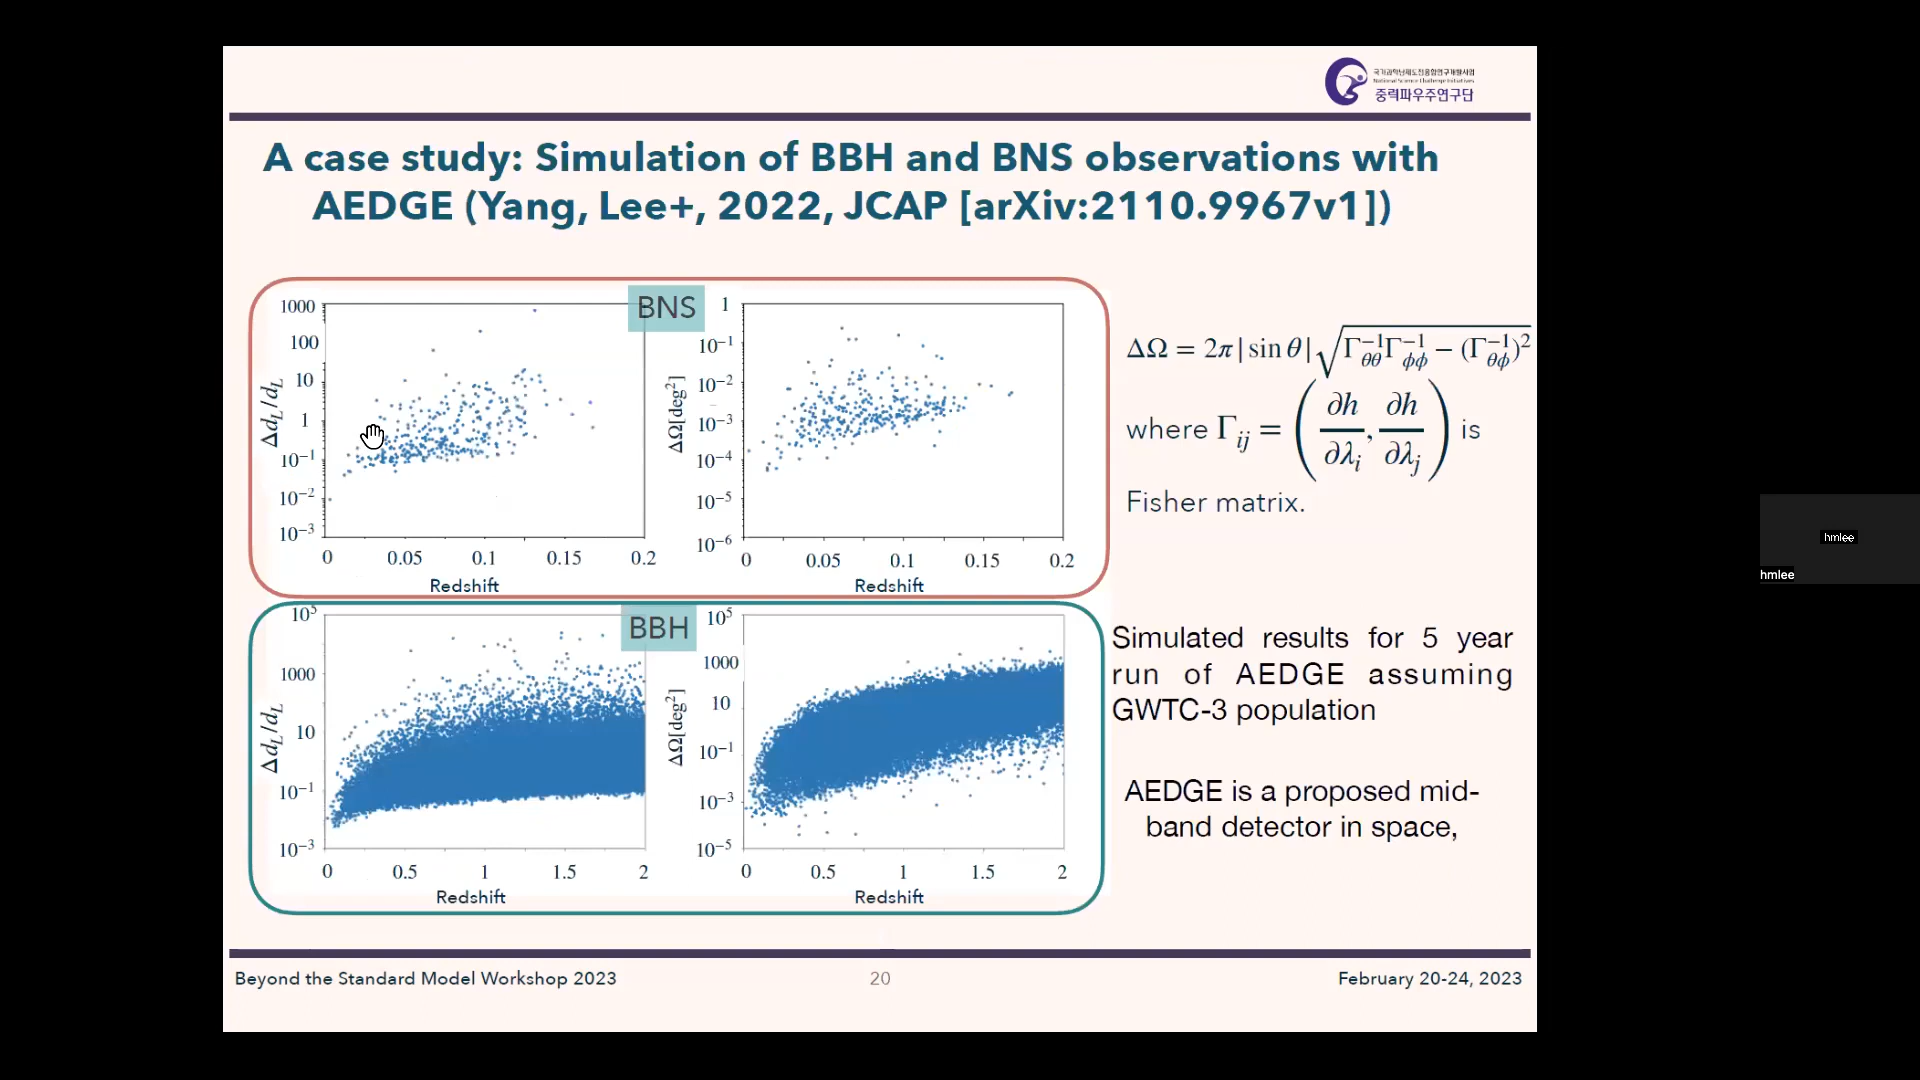 국가과학난제도전융합연구개발사업
National Science Challenge Initiatives
중력파우주연구단
A case study: Simulation of BBH and BNS observations with
AEDGE (Yang, Lee+, 2022, JCAP [arXiv:2110.9967v1])
BNS
1000
100
10
1
10⁻¹
10⁻²
10⁻³
Δd_L/d_L
0 0.05 0.1 0.15 0.2
Redshift
1
10⁻¹
10⁻²
10⁻³
10⁻⁴
10⁻⁵
10⁻⁶
ΔΩ[deg²]
0 0.05 0.1 0.15 0.2
Redshift
BBH
10⁵
1000
10
10⁻¹
10⁻³
Δd_L/d_L
0 0.5 1 1.5 2
Redshift
10⁵
1000
10
10⁻¹
10⁻³
10⁻⁵
ΔΩ[deg²]
0 0.5 1 1.5 2
Redshift
ΔΩ = 2π|sin θ|√(Γ⁻¹_θθ Γ⁻¹_ϕϕ − (Γ⁻¹_θϕ)²)
where Γ_ij = (∂h/∂λ_i, ∂h/∂λ_j) is
Fisher matrix.
Simulated results for 5 year
run of AEDGE assuming
GWTC-3 population
AEDGE is a proposed mid-
band detector in space,
Beyond the Standard Model Workshop 2023
20
February 20-24, 2023
hmlee
hmlee